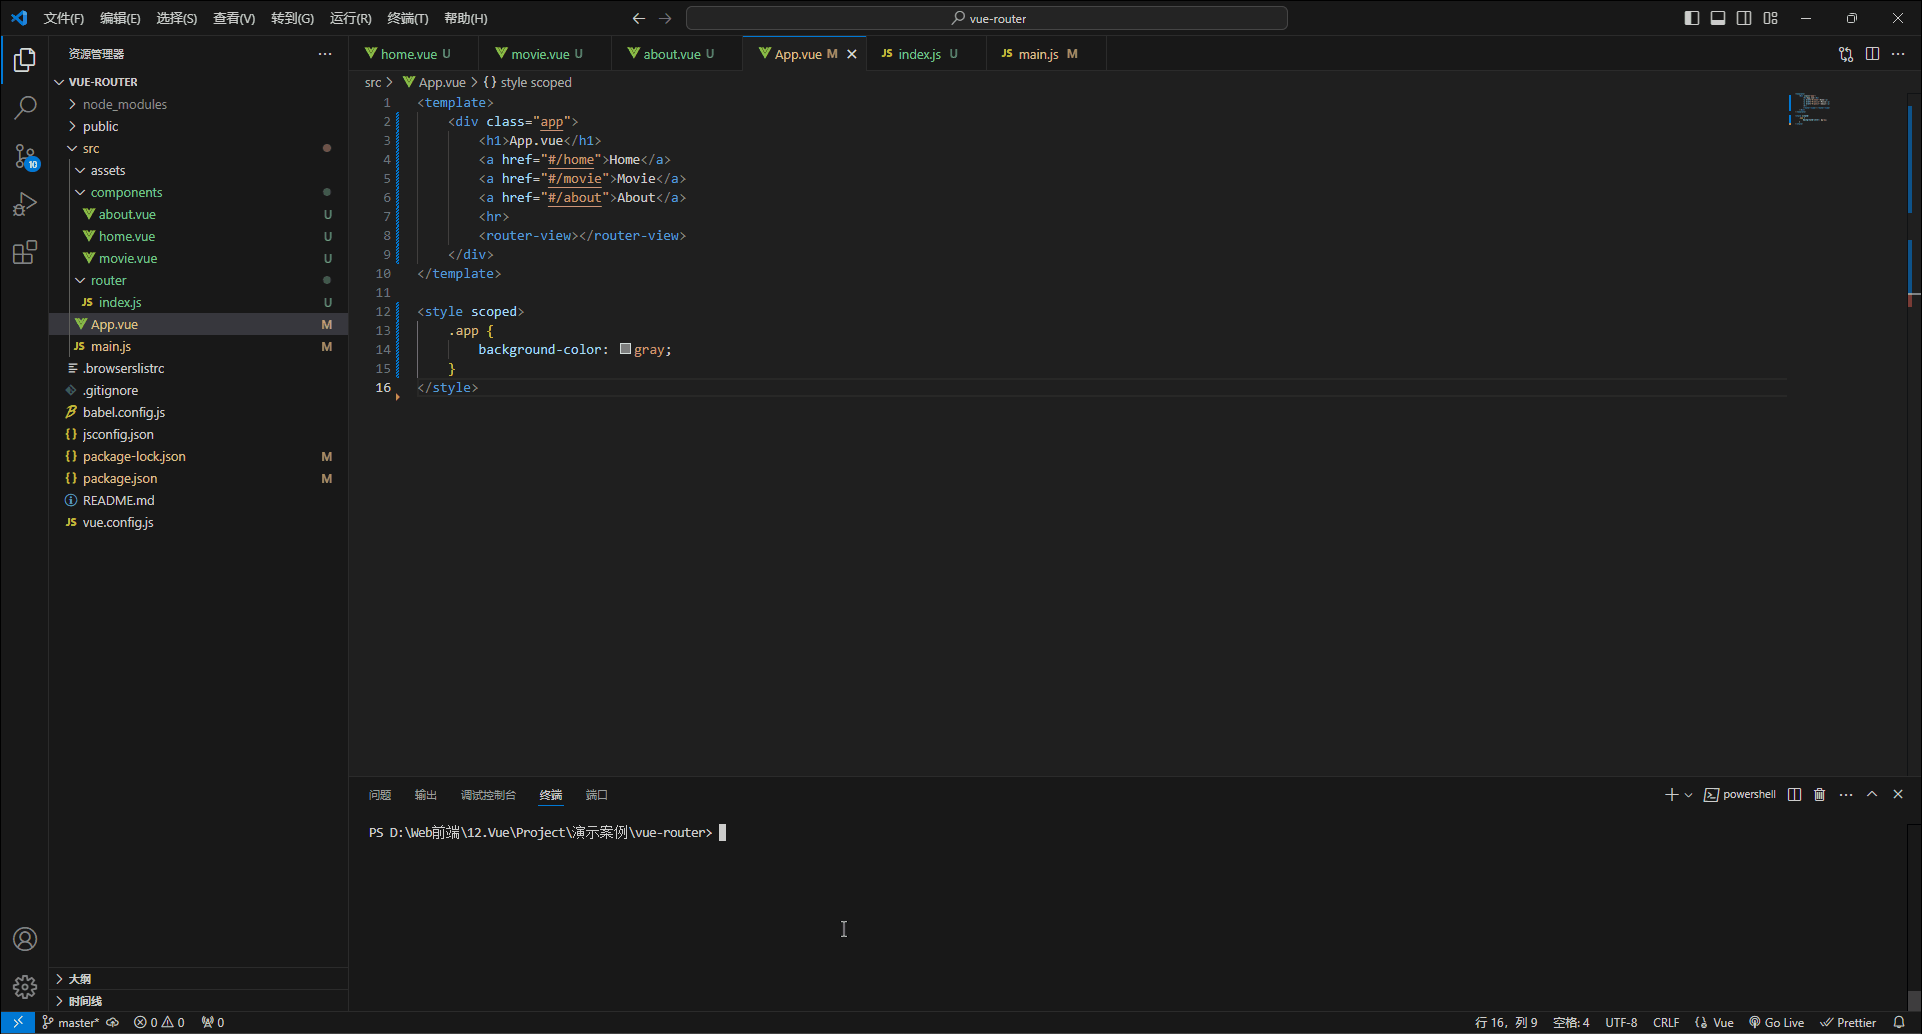 文件(F) 编辑(E) 选择(S) 查看(V) 转到(G) 运行(R) 终端(T) 帮助(H) vue-router
资源管理器
VUE-ROUTER
node_modules
public
src
assets
components
about.vue U
home.vue U
movie.vue U
router
JS index.js U
App.vue M
JS main.js M
.browserslistrc
.gitignore
babel.config.js
{} jsconfig.json
{} package-lock.json M
{} package.json M
README.md
JS vue.config.js
大纲
时间线
10
home.vue U movie.vue U about.vue U App.vue M JS index.js U JS main.js M
src > App.vue > {} style scoped
1 <template>
2 <div class="app">
3 <h1>App.vue</h1>
4 <a href="#/home">Home</a>
5 <a href="#/movie">Movie</a>
6 <a href="#/about">About</a>
7 <hr>
8 <router-view></router-view>
9 </div>
10 </template>
11
12 <style scoped>
13 .app {
14 background-color: gray;
15 }
16 </style>
问题 输出 调试控制台 终端 端口 powershell
PS D:\Web前端\12.Vue\Project\演示案例\vue-router>
master* 0 0 0 行 16，列 9 空格: 4 UTF-8 CRLF {} Vue Go Live Prettier